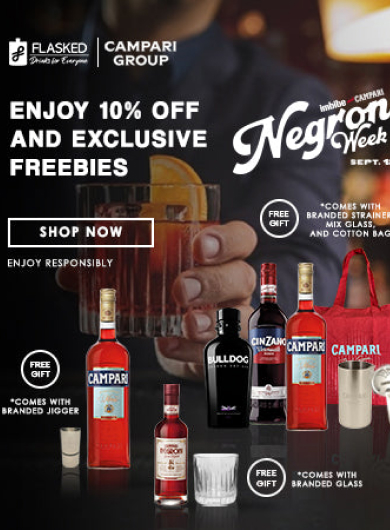 FLASKED
Drinks for Everyone
CAMPARI
GROUP
ENJOY 10% OFF
AND EXCLUSIVE
FREEBIES
imbibe CAMPARI
Negron
Week
SEPT. 1
SHOP NOW
ENJOY RESPONSIBLY
FREE
GIFT
*COMES WITH
BRANDED STRAINER
MIX GLASS,
AND COTTON BAG
BULLDOG
CINZANO
CAMPARI
CAMPARI
FREE
GIFT
*COMES WITH
BRANDED JIGGER
CAMPARI
NEGRONI
FREE
GIFT
*COMES WITH
BRANDED GLASS